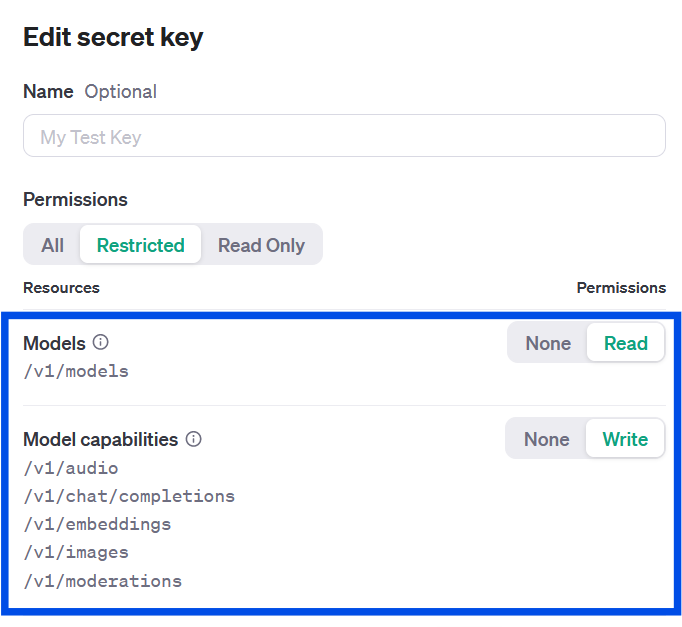 Edit secret key
Name Optional
My Test Key
Permissions
All Restricted Read Only
Resources Permissions
Models None Read
/v1/models
Model capabilities None Write
/v1/audio
/v1/chat/completions
/v1/embeddings
/v1/images
/v1/moderations